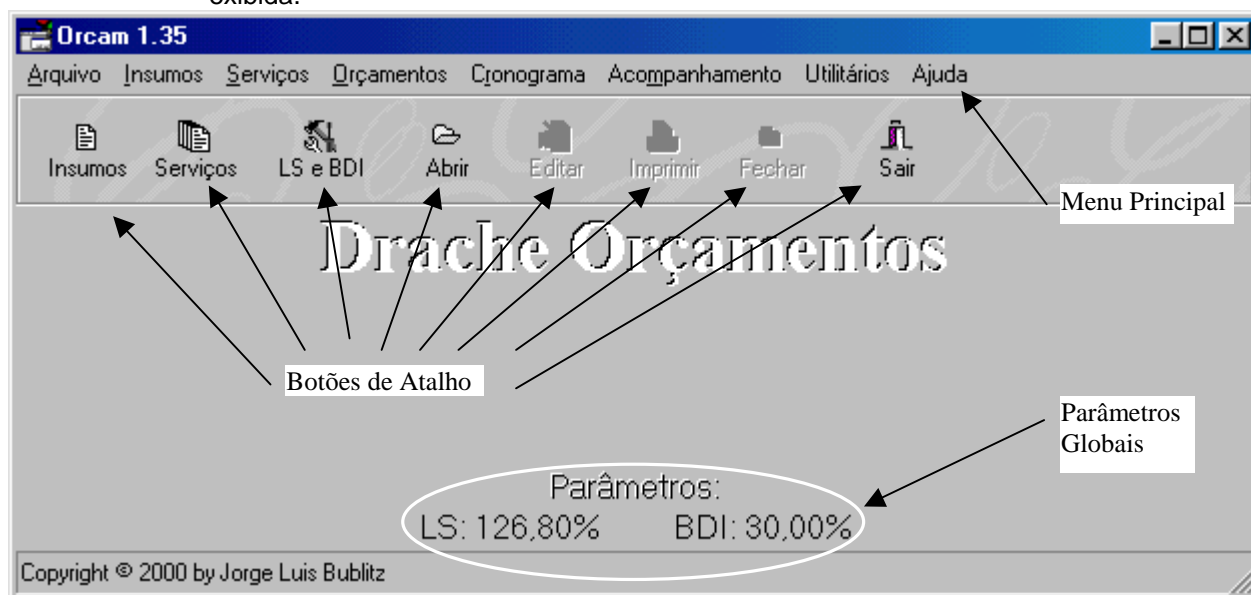 exibida.
Orcam 1.35
Arquivo Insumos Serviços Orçamentos Cronograma Acompanhamento Utilitários Ajuda
Insumos Serviços LS e BDI Abrir Editar Imprimir Fechar Sair
Menu Principal
Drache Orçamentos
Botões de Atalho
Parâmetros
Globais
Parâmetros:
LS: 126,80% BDI: 30,00%
Copyright © 2000 by Jorge Luis Bublitz